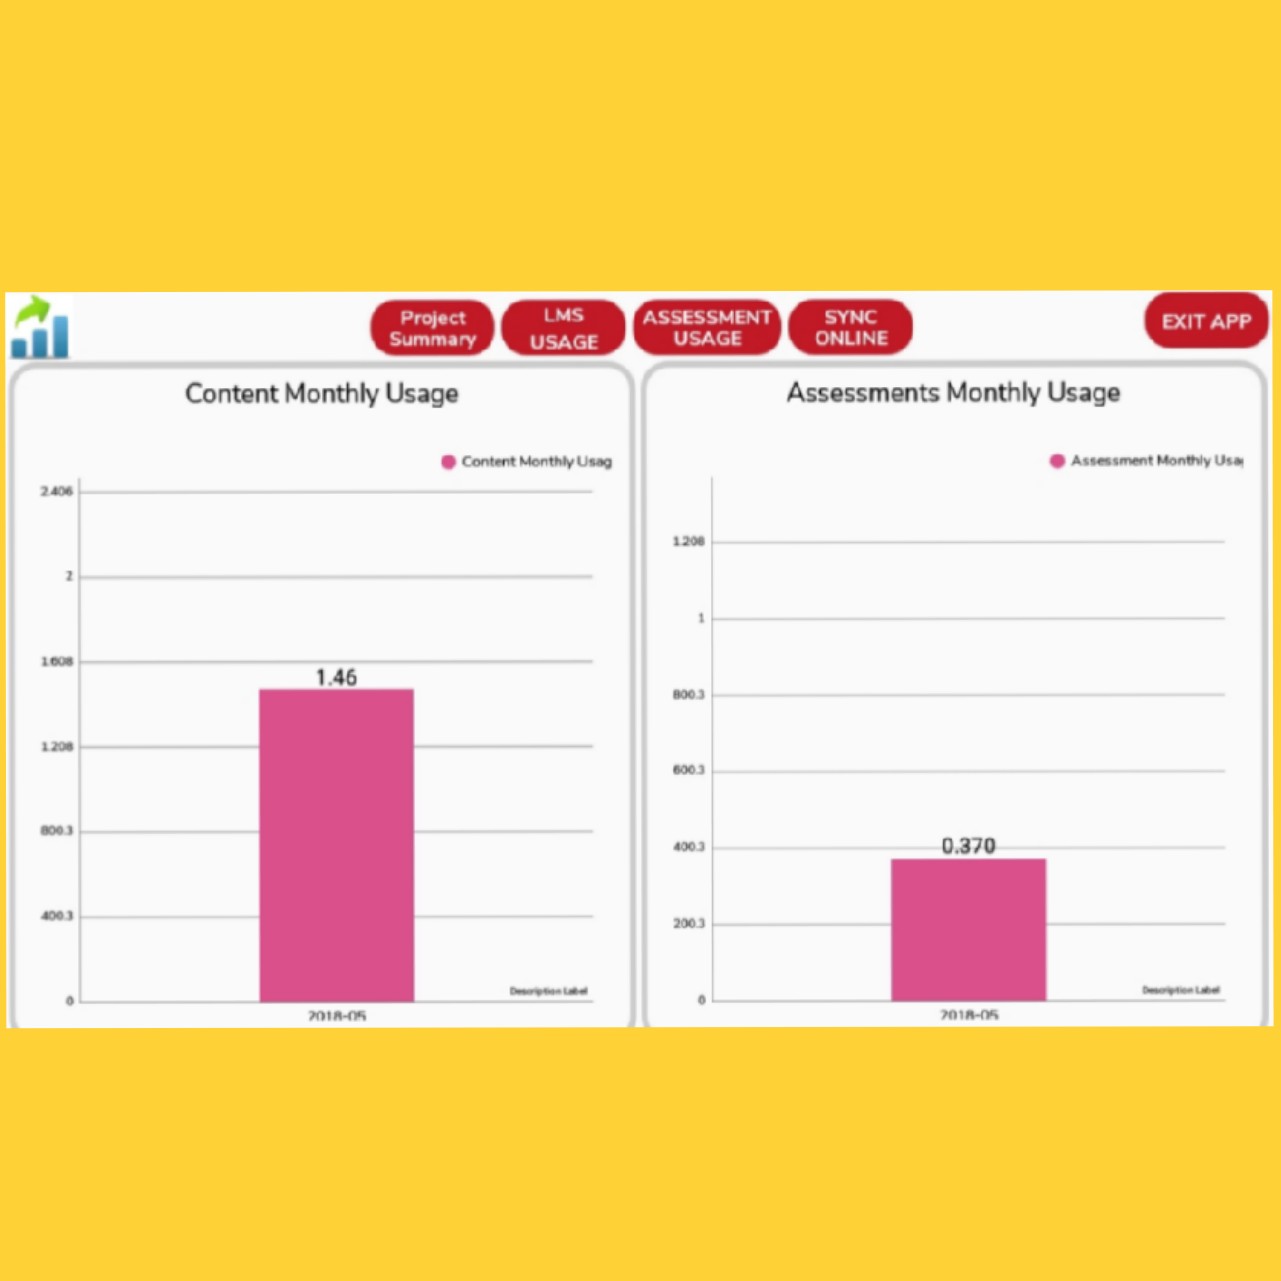 Project
Summary
LMS
USAGE
ASSESSMENT
USAGE
SYNC
ONLINE
EXIT APP
Content Monthly Usage
Content Monthly Usag
2.406
2
1.608
1.208
800.3
400.3
0
1.46
Description Label
2018-05
Assessments Monthly Usage
Assessment Monthly Usag
1.208
1
800.3
600.3
400.3
200.3
0
0.370
Description Label
2018-05